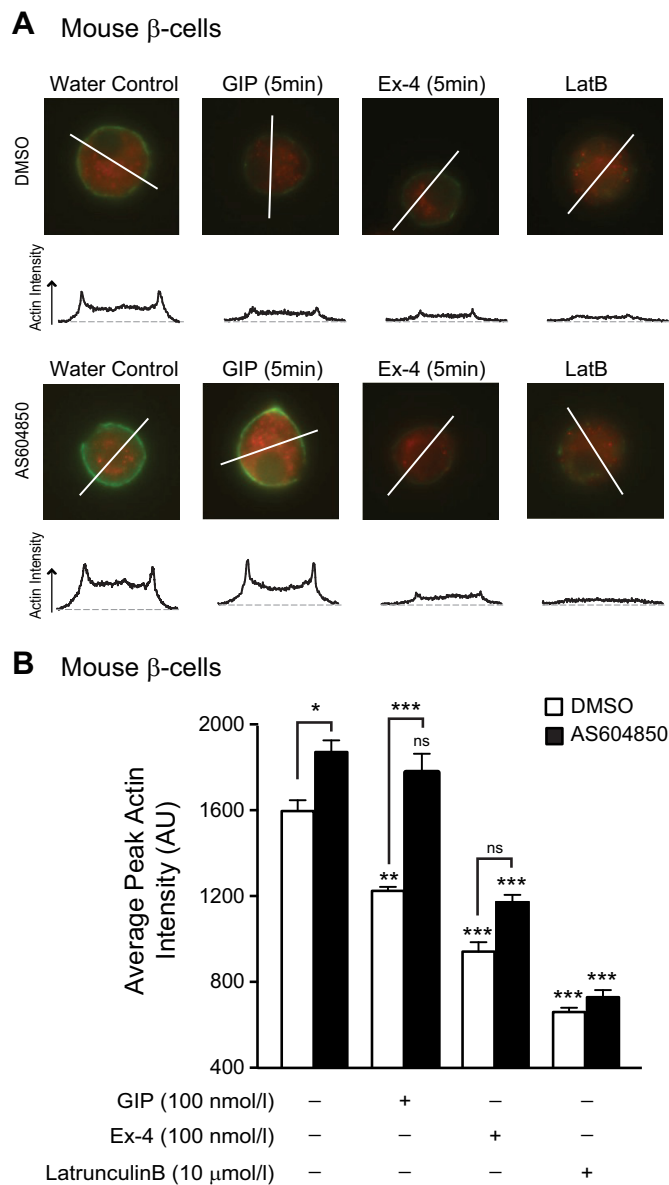 A Mouse β-cells
Water Control GIP (5min) Ex-4 (5min) LatB
DMSO
Actin Intensity
Water Control GIP (5min) Ex-4 (5min) LatB
AS604850
Actin Intensity
B Mouse β-cells
DMSO
AS604850
Average Peak Actin
Intensity (AU)
2000
1600
1200
800
400
* *** ns
**
ns
*** ***
*** ***
GIP (100 nmol/l) – + – –
Ex-4 (100 nmol/l) – – + –
LatrunculinB (10 μmol/l) – – – +